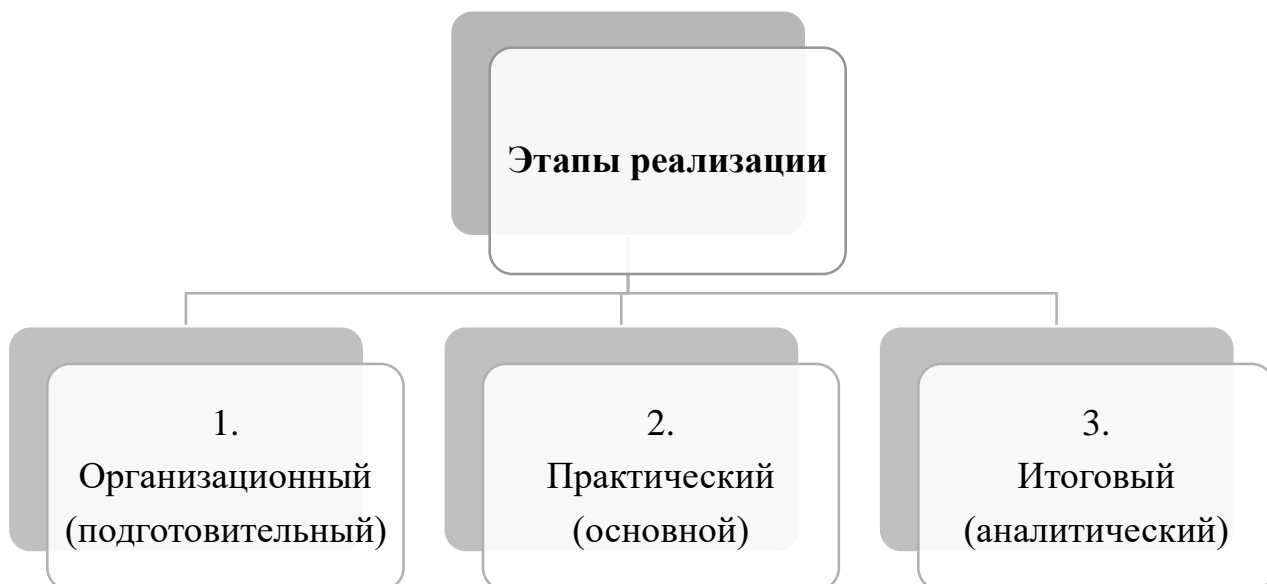 Этапы реализации
1.
Организационный
(подготовительный)
2.
Практический
(основной)
3.
Итоговый
(аналитический)